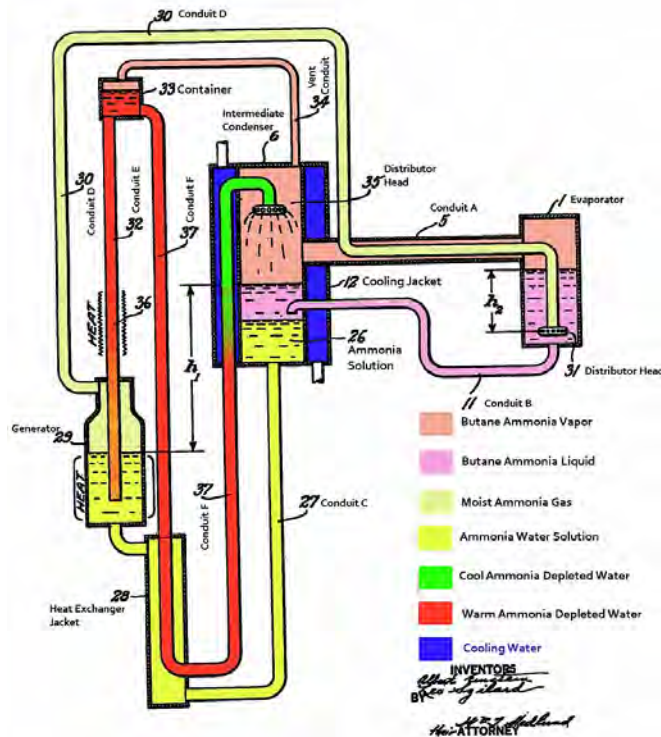 30 Conduit D
33 Container
Vent
Conduit
34
Intermediate
Condenser
6
35 Distributor
Head
30
Conduit D
Conduit D
32
Conduit E
37
Conduit F
Conduit A
5
1 Evaporator
12 Cooling Jacket
h2
HEAT
36
h1
26
Ammonia
Solution
31 Distributor Head
11 Conduit B
Generator
29
HEAT
37
Conduit F
27 Conduit C
28
Heat Exchanger
Jacket
Butane Ammonia Vapor
Butane Ammonia Liquid
Moist Ammonia Gas
Ammonia Water Solution
Cool Ammonia Depleted Water
Warm Ammonia Depleted Water
Cooling Water
INVENTORS
BY
ATTORNEY